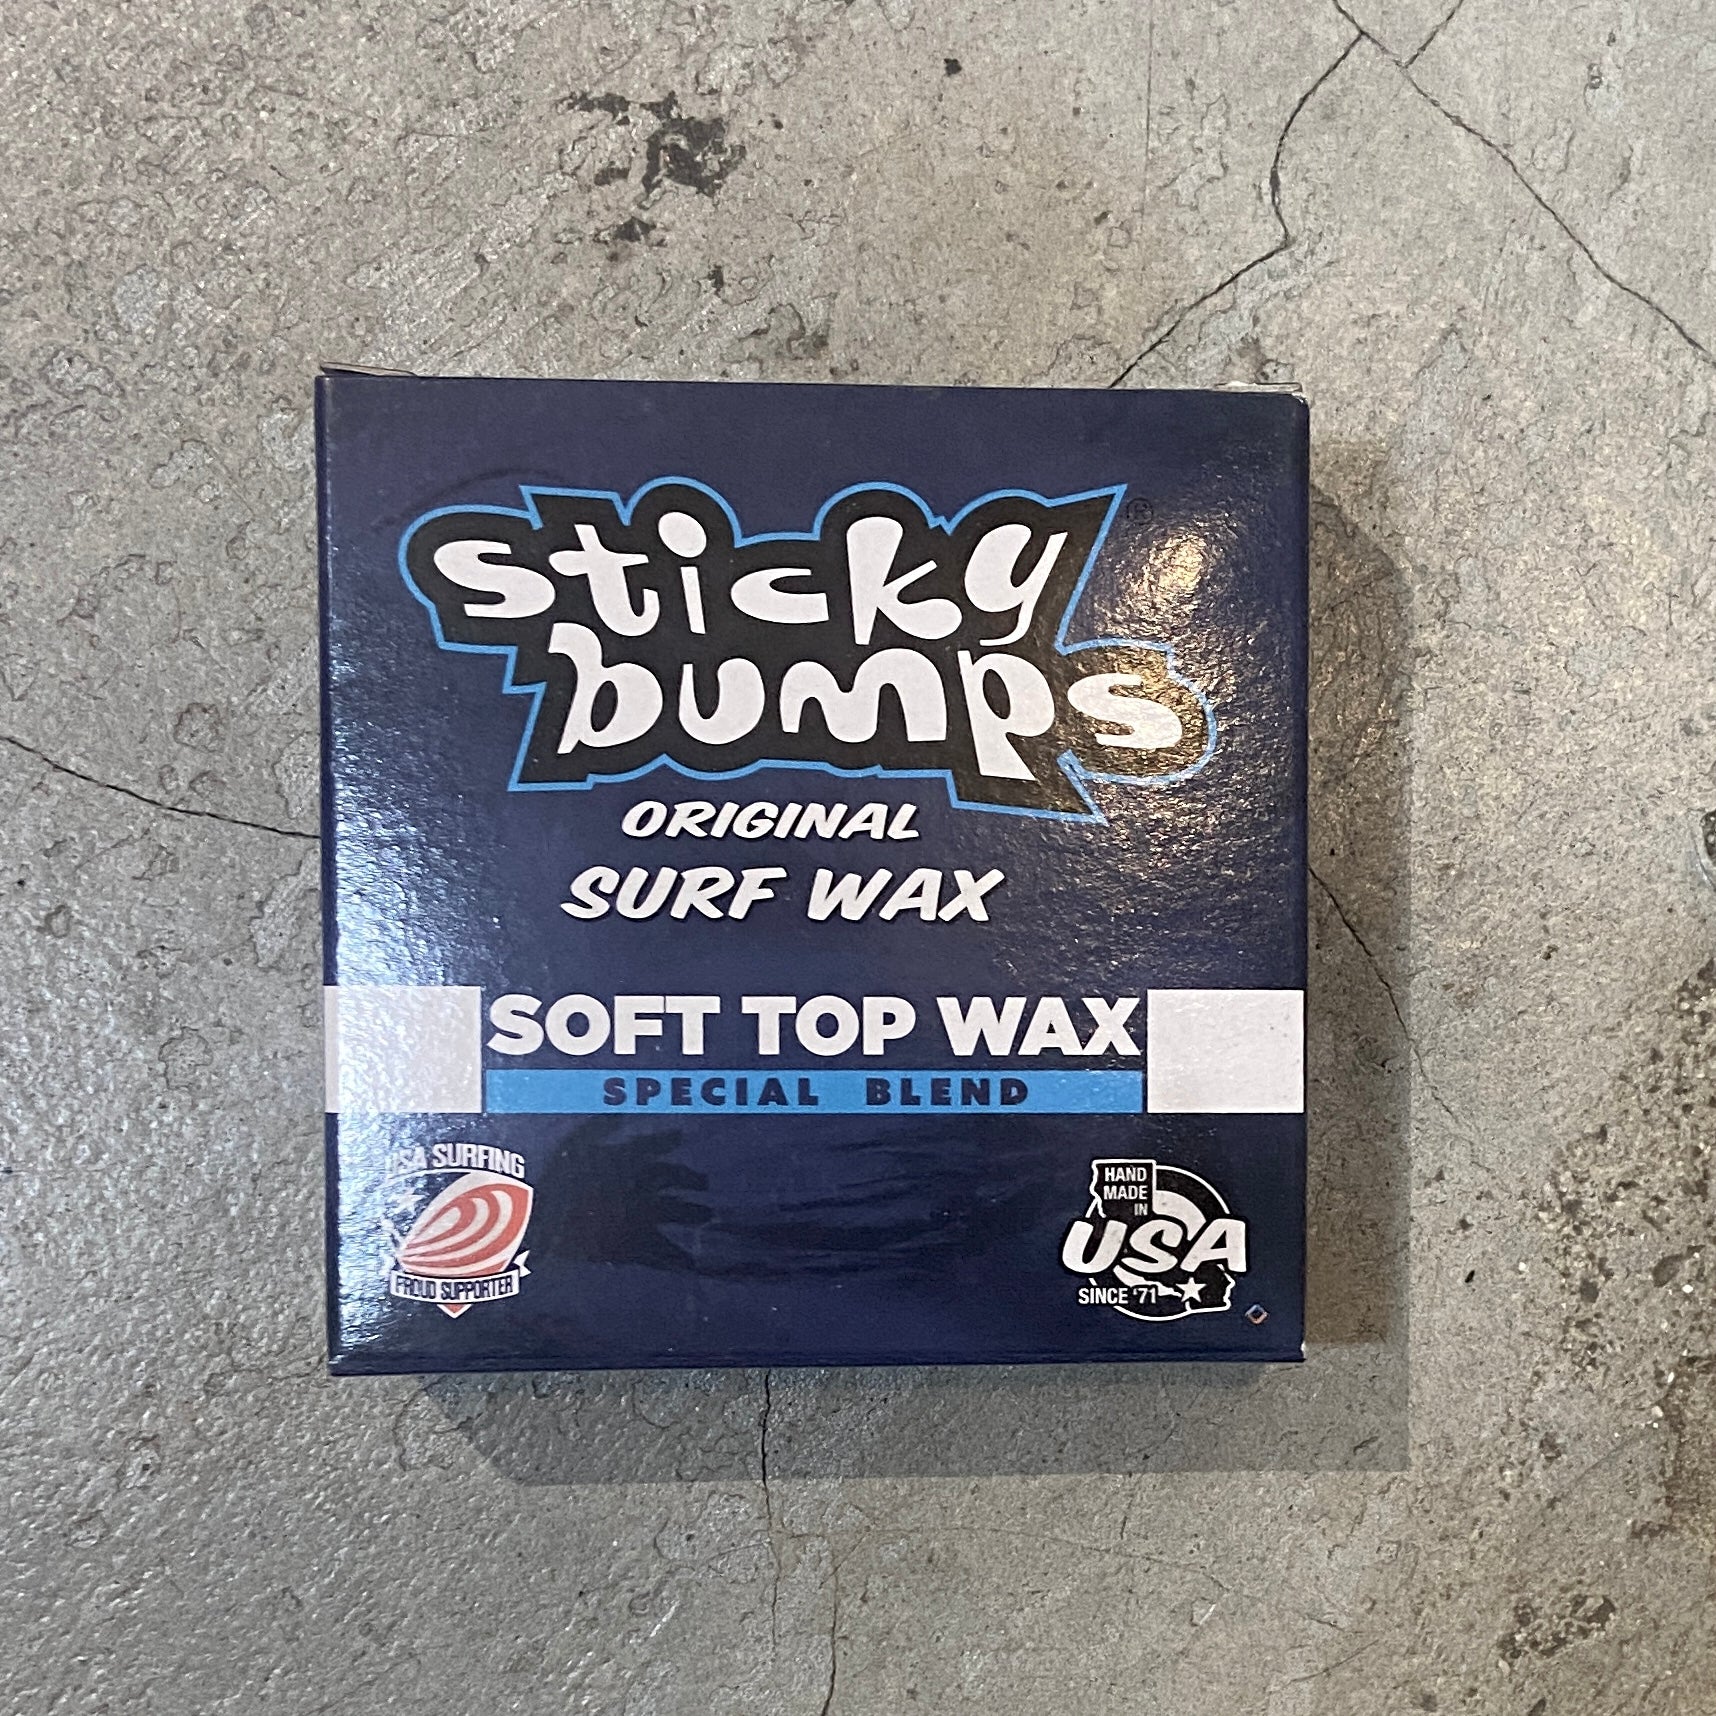 sticky
bumps ®
ORIGINAL
SURF WAX
SOFT TOP WAX
SPECIAL BLEND
USA SURFING
PROUD SUPPORTER
HAND
MADE
IN
USA
SINCE '71